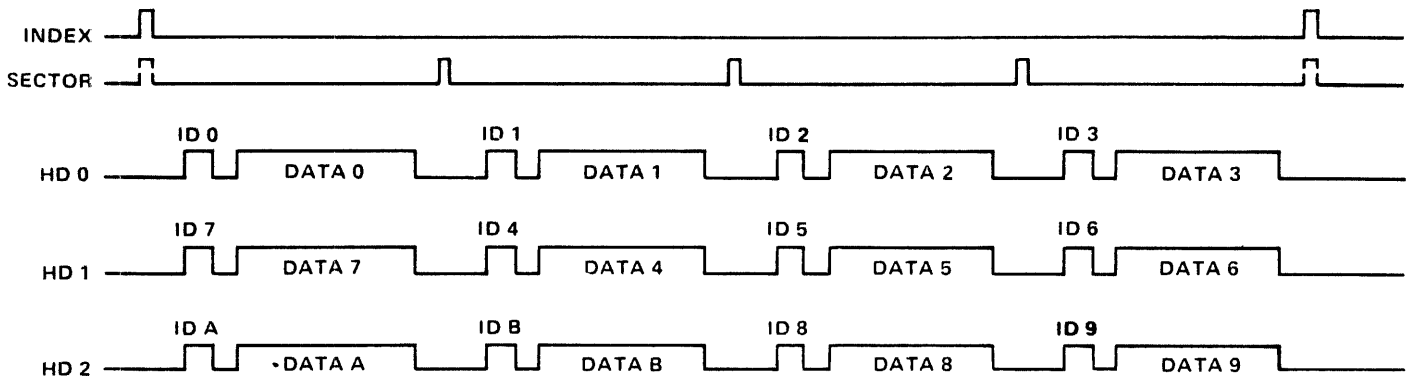 INDEX
SECTOR
ID 0 ID 1 ID 2 ID 3
HD 0 DATA 0 DATA 1 DATA 2 DATA 3
ID 7 ID 4 ID 5 ID 6
HD 1 DATA 7 DATA 4 DATA 5 DATA 6
ID A ID B ID 8 ID 9
HD 2 DATA A DATA B DATA 8 DATA 9